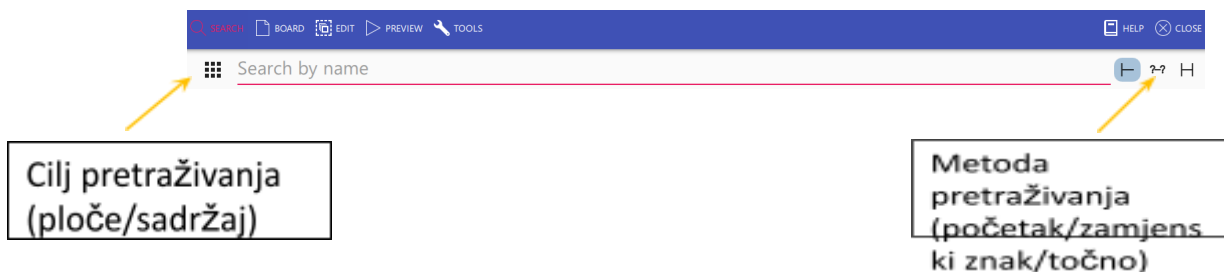 SEARCH BOARD EDIT PREVIEW TOOLS HELP CLOSE
Search by name ?-?
Cilj pretraživanja
(ploče/sadržaj)
Metoda
pretraživanja
(početak/zamjens
ki znak/točno)